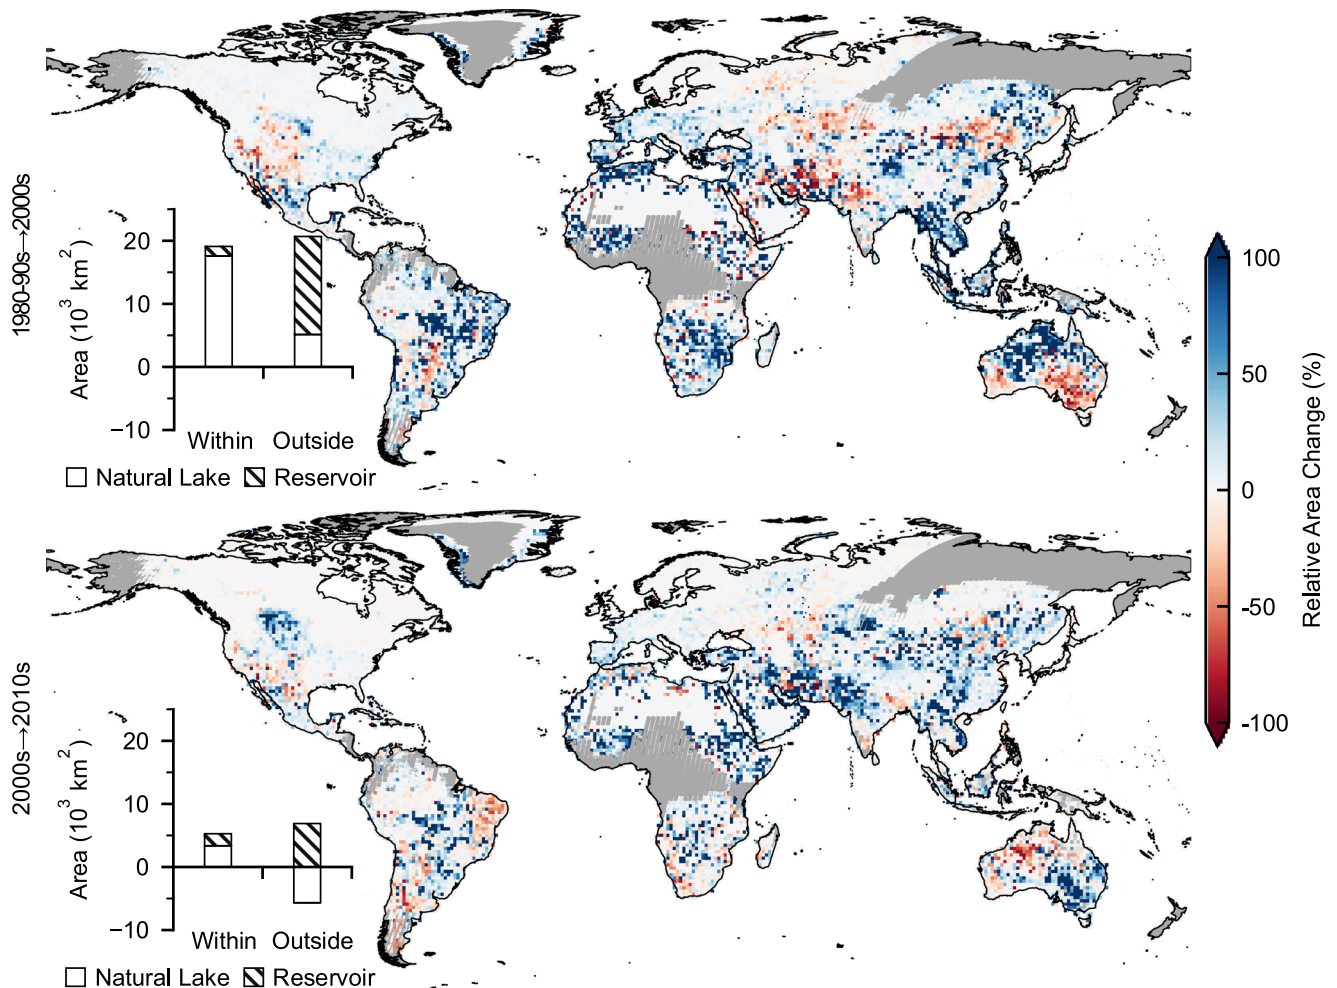 1980-90s→2000s
Area (10³ km²)
20
10
0
−10
Within Outside
Natural Lake Reservoir
2000s→2010s
Area (10³ km²)
20
10
0
−10
Within Outside
Natural Lake Reservoir
100
50
0
-50
-100
Relative Area Change (%)